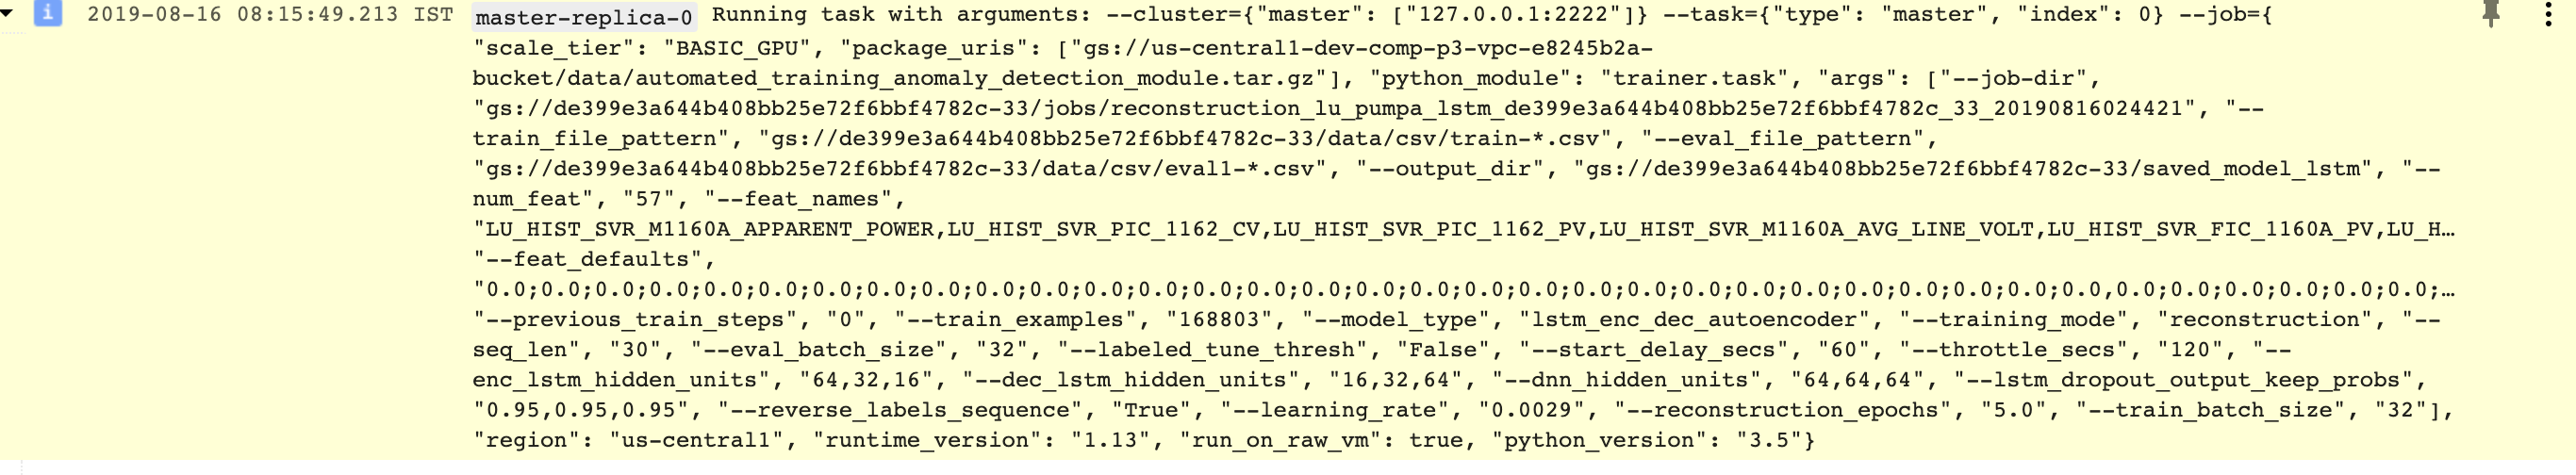 2019-08-16 08:15:49.213 IST master-replica-0 Running task with arguments: --cluster={"master": ["127.0.0.1:2222"]} --task={"type": "master", "index": 0} --job={
"scale_tier": "BASIC_GPU", "package_uris": ["gs://us-central1-dev-comp-p3-vpc-e8245b2a-
bucket/data/automated_training_anomaly_detection_module.tar.gz"], "python_module": "trainer.task", "args": ["--job-dir",
"gs://de399e3a644b408bb25e72f6bbf4782c-33/jobs/reconstruction_lu_pumpa_lstm_de399e3a644b408bb25e72f6bbf4782c_33_20190816024421", "--
train_file_pattern", "gs://de399e3a644b408bb25e72f6bbf4782c-33/data/csv/train-*.csv", "--eval_file_pattern",
"gs://de399e3a644b408bb25e72f6bbf4782c-33/data/csv/eval1-*.csv", "--output_dir", "gs://de399e3a644b408bb25e72f6bbf4782c-33/saved_model_lstm", "--
num_feat", "57", "--feat_names",
"LU_HIST_SVR_M1160A_APPARENT_POWER,LU_HIST_SVR_PIC_1162_CV,LU_HIST_SVR_PIC_1162_PV,LU_HIST_SVR_M1160A_AVG_LINE_VOLT,LU_HIST_SVR_FIC_1160A_PV,LU_H…
"--feat_defaults",
"0.0;0.0;0.0;0.0;0.0;0.0;0.0;0.0;0.0;0.0;0.0;0.0;0.0;0.0;0.0;0.0;0.0;0.0;0.0;0.0;0.0;0.0;0.0;0.0;0.0;0.0;0.0;0.0;0.0;0.0,0.0;0.0;0.0;0.0;0.0;0.0;…
"--previous_train_steps", "0", "--train_examples", "168803", "--model_type", "lstm_enc_dec_autoencoder", "--training_mode", "reconstruction", "--
seq_len", "30", "--eval_batch_size", "32", "--labeled_tune_thresh", "False", "--start_delay_secs", "60", "--throttle_secs", "120", "--
enc_lstm_hidden_units", "64,32,16", "--dec_lstm_hidden_units", "16,32,64", "--dnn_hidden_units", "64,64,64", "--lstm_dropout_output_keep_probs",
"0.95,0.95,0.95", "--reverse_labels_sequence", "True", "--learning_rate", "0.0029", "--reconstruction_epochs", "5.0", "--train_batch_size", "32"],
"region": "us-central1", "runtime_version": "1.13", "run_on_raw_vm": true, "python_version": "3.5"}